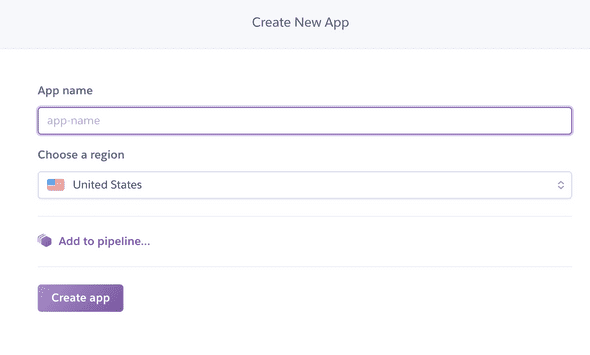 Create New App
App name
app-name
Choose a region
United States
Add to pipeline...
Create app